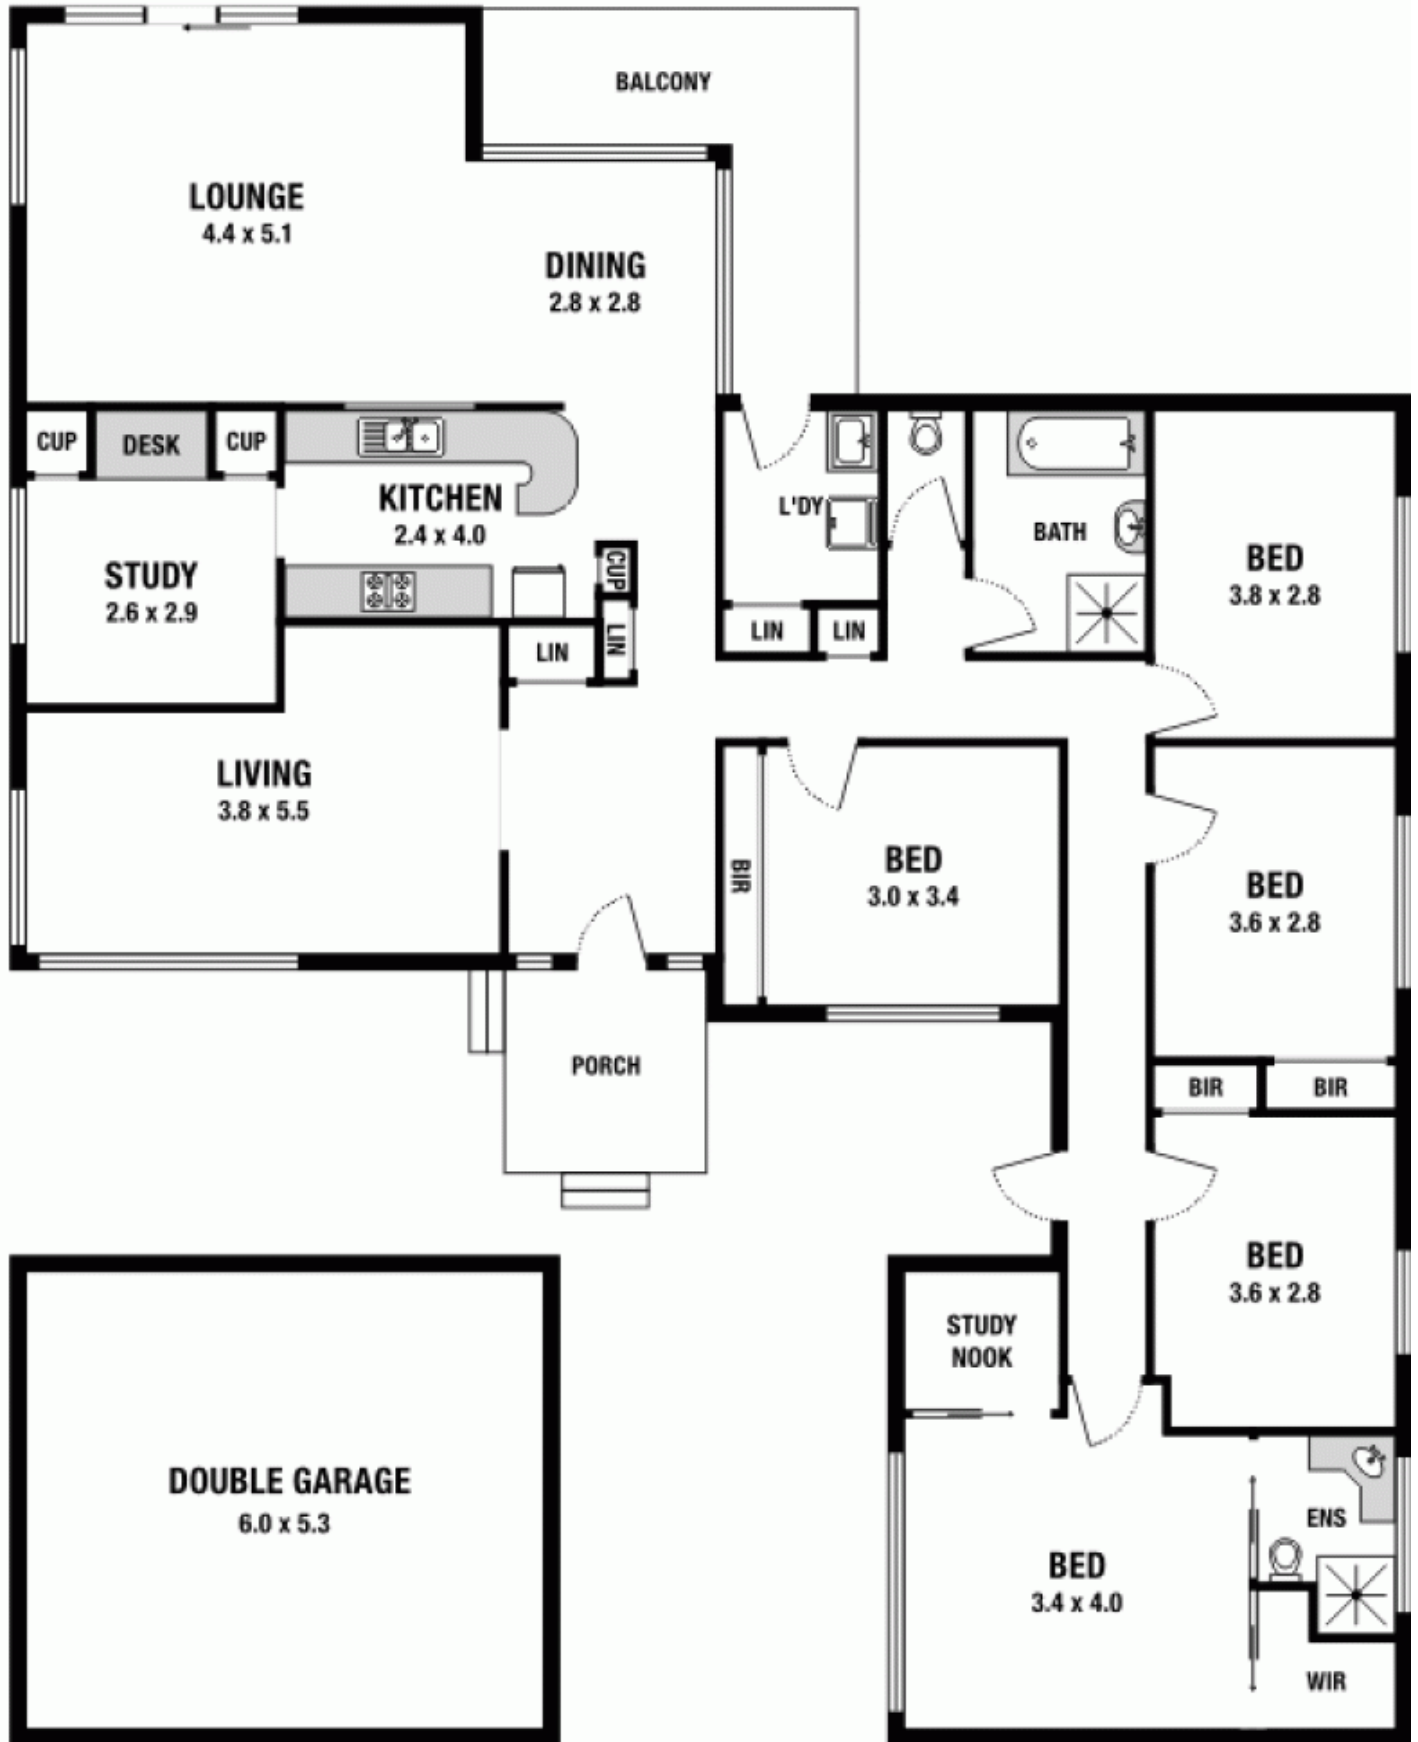 BALCONY
LOUNGE
4.4 x 5.1
DINING
2.8 x 2.8
CUP
DESK
CUP
KITCHEN
2.4 x 4.0
L'DY
BATH
BED
3.8 x 2.8
STUDY
2.6 x 2.9
CUP
LIN
LIN
LIN
LIN
LIVING
3.8 x 5.5
BIR
BED
3.0 x 3.4
BED
3.6 x 2.8
PORCH
BIR
BIR
BED
3.6 x 2.8
STUDY
NOOK
DOUBLE GARAGE
6.0 x 5.3
ENS
BED
3.4 x 4.0
WIR